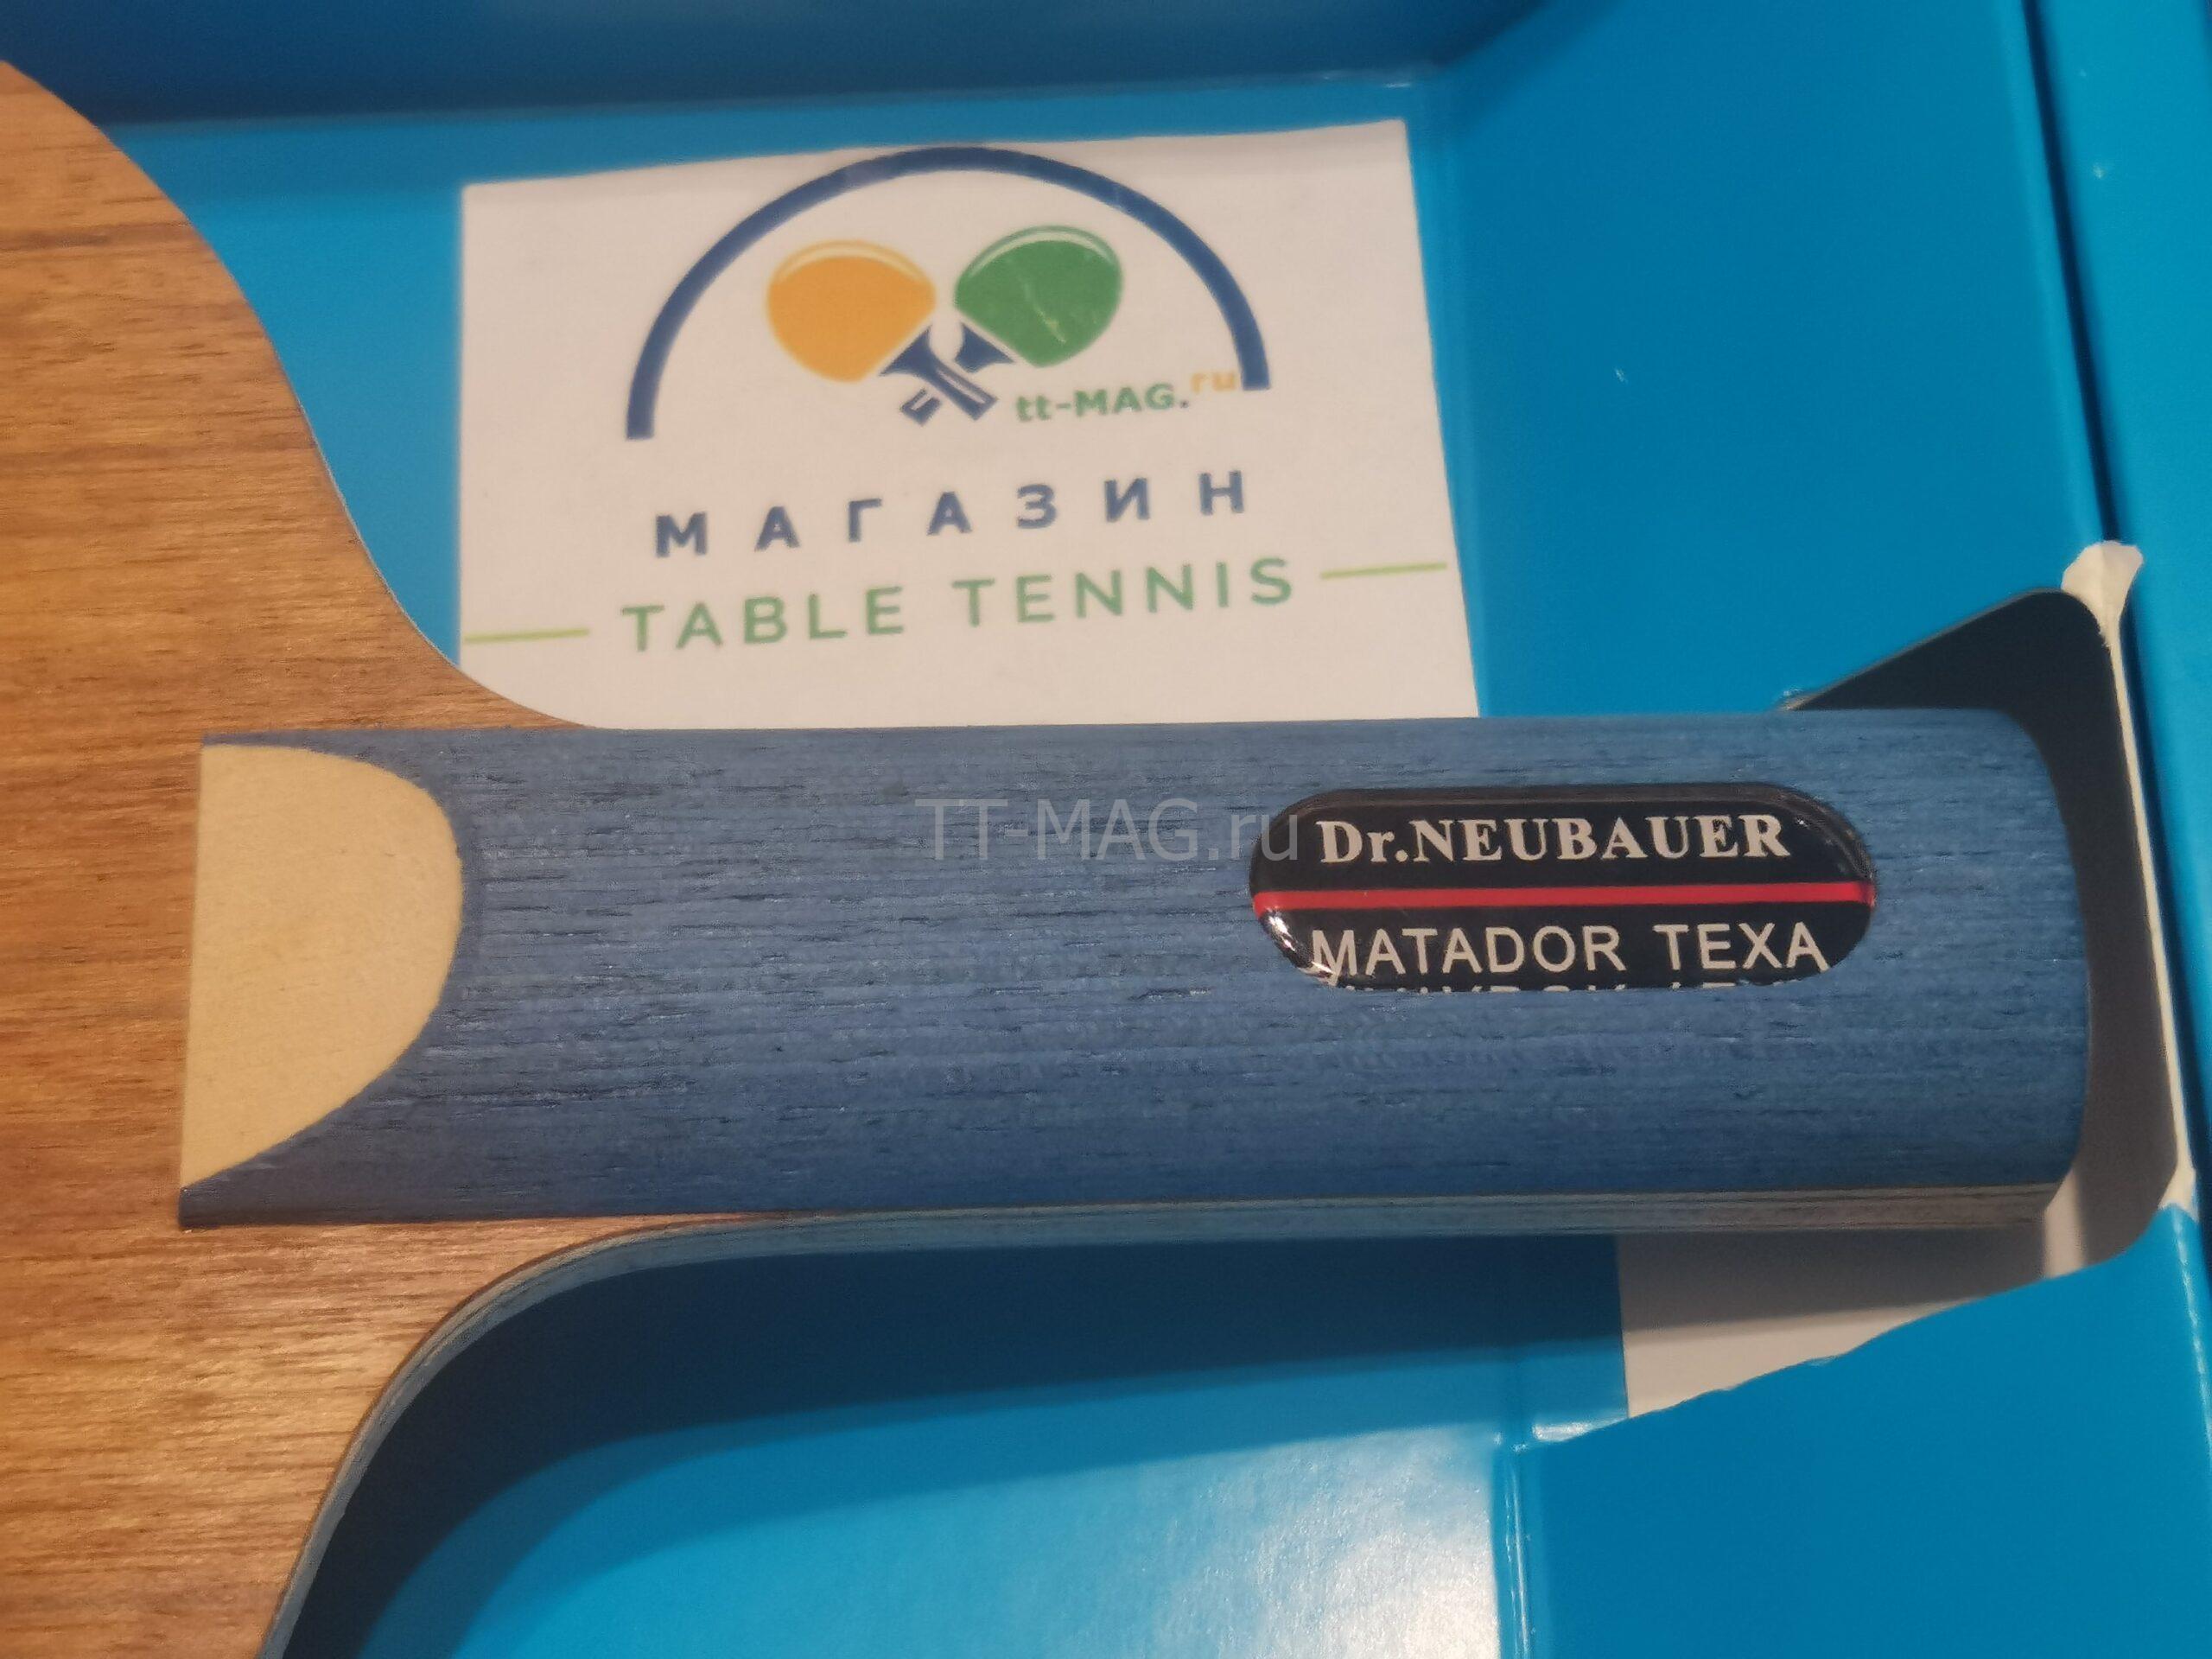 tt-MAG.ru
МАГАЗИН
TABLE TENNIS
TT-MAG.ru
Dr.NEUBAUER
MATADOR TEXA